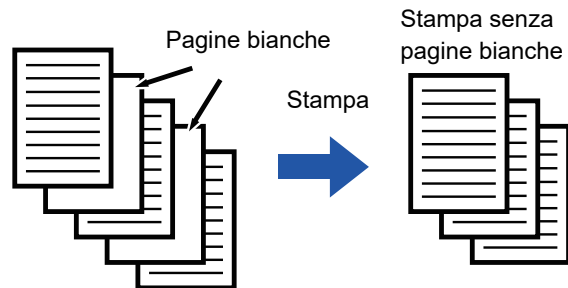 Pagine bianche
Stampa
Stampa senza
pagine bianche